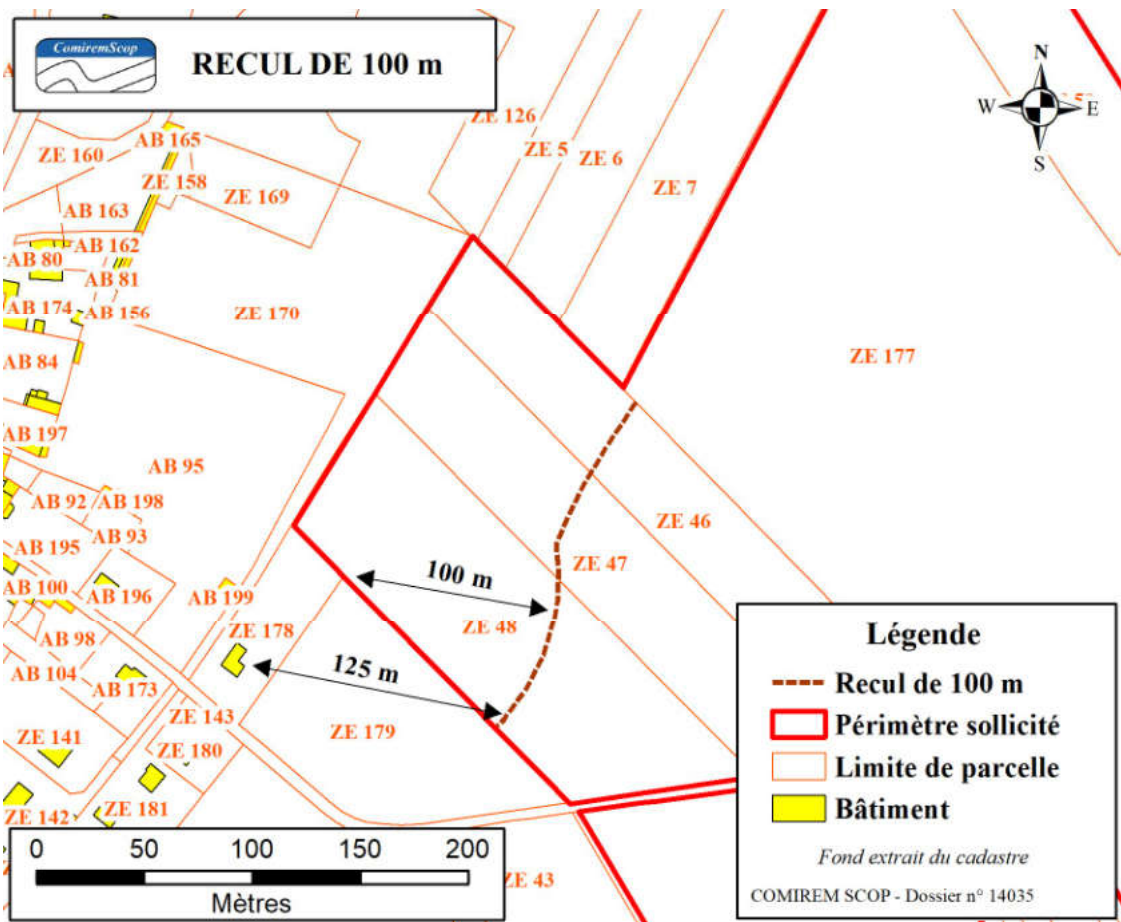 ComiremScop
RECUL DE 100 m
N
W E
S
ZE 126
ZE 5
ZE 6
ZE 7
AB 165
ZE 160
ZE 158
ZE 169
AB 163
AB 162
AB 80
AB 81
AB 174
AB 156
ZE 170
AB 84
ZE 177
AB 197
AB 95
AB 92
AB 198
AB 93
ZE 46
AB 195
ZE 47
AB 100
AB 196
AB 199
100 m
ZE 48
ZE 178
AB 98
AB 104
AB 173
125 m
ZE 143
ZE 179
ZE 141
ZE 180
ZE 181
ZE 142
ZE 43
0 50 100 150 200
Mètres
Légende
Recul de 100 m
Périmètre sollicité
Limite de parcelle
Bâtiment
Fond extrait du cadastre
COMIREM SCOP - Dossier n° 14035